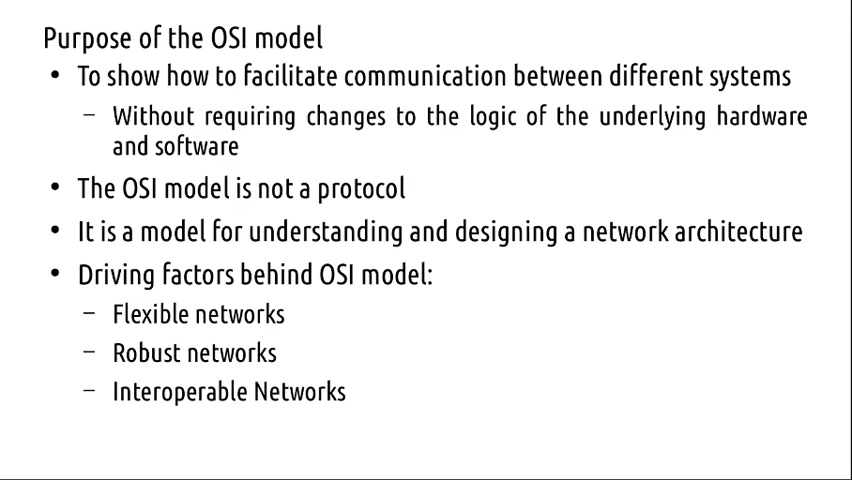 Purpose of the OSI model
• To show how to facilitate communication between different systems
– Without requiring changes to the logic of the underlying hardware
and software
• The OSI model is not a protocol
• It is a model for understanding and designing a network architecture
• Driving factors behind OSI model:
– Flexible networks
– Robust networks
– Interoperable Networks